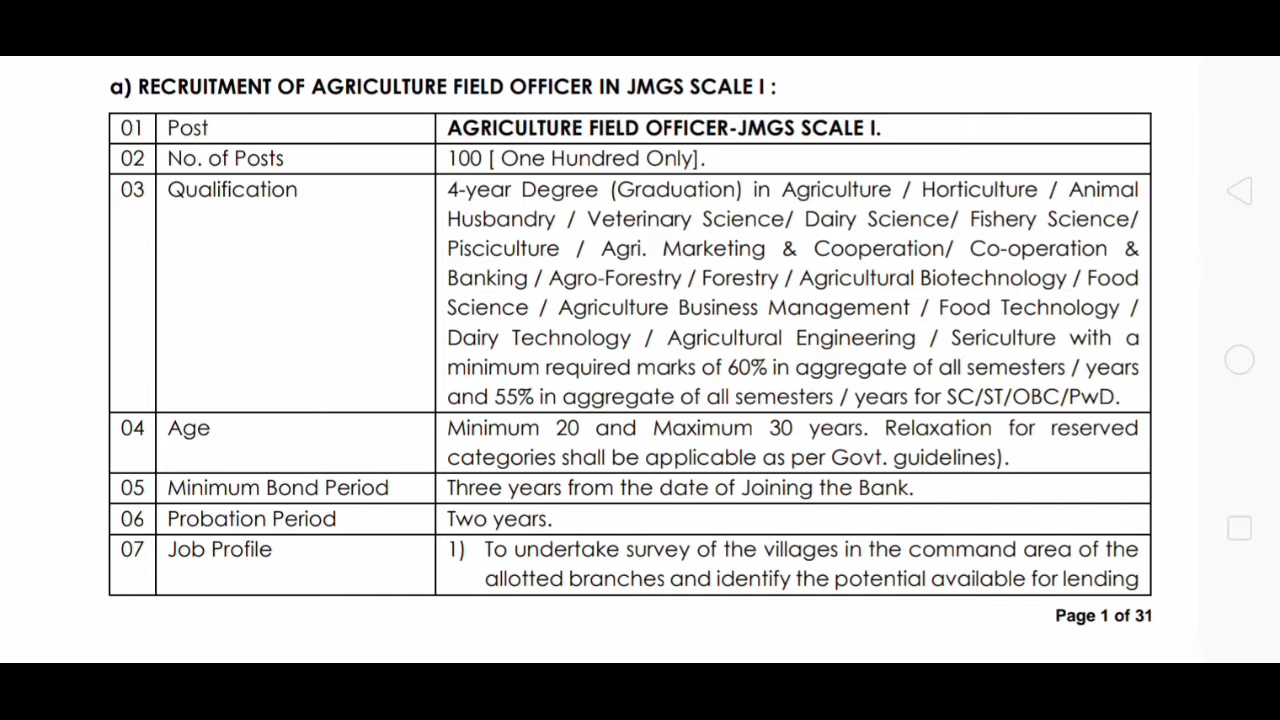 a) RECRUITMENT OF AGRICULTURE FIELD OFFICER IN JMGS SCALE I :
01 Post AGRICULTURE FIELD OFFICER-JMGS SCALE I.
02 No. of Posts 100 [ One Hundred Only].
03 Qualification 4-year Degree (Graduation) in Agriculture / Horticulture / Animal
Husbandry / Veterinary Science/ Dairy Science/ Fishery Science/
Pisciculture / Agri. Marketing & Cooperation/ Co-operation &
Banking / Agro-Forestry / Forestry / Agricultural Biotechnology / Food
Science / Agriculture Business Management / Food Technology /
Dairy Technology / Agricultural Engineering / Sericulture with a
minimum required marks of 60% in aggregate of all semesters / years
and 55% in aggregate of all semesters / years for SC/ST/OBC/PwD.
04 Age Minimum 20 and Maximum 30 years. Relaxation for reserved
categories shall be applicable as per Govt. guidelines).
05 Minimum Bond Period Three years from the date of Joining the Bank.
06 Probation Period Two years.
07 Job Profile 1) To undertake survey of the villages in the command area of the
allotted branches and identify the potential available for lending
Page 1 of 31